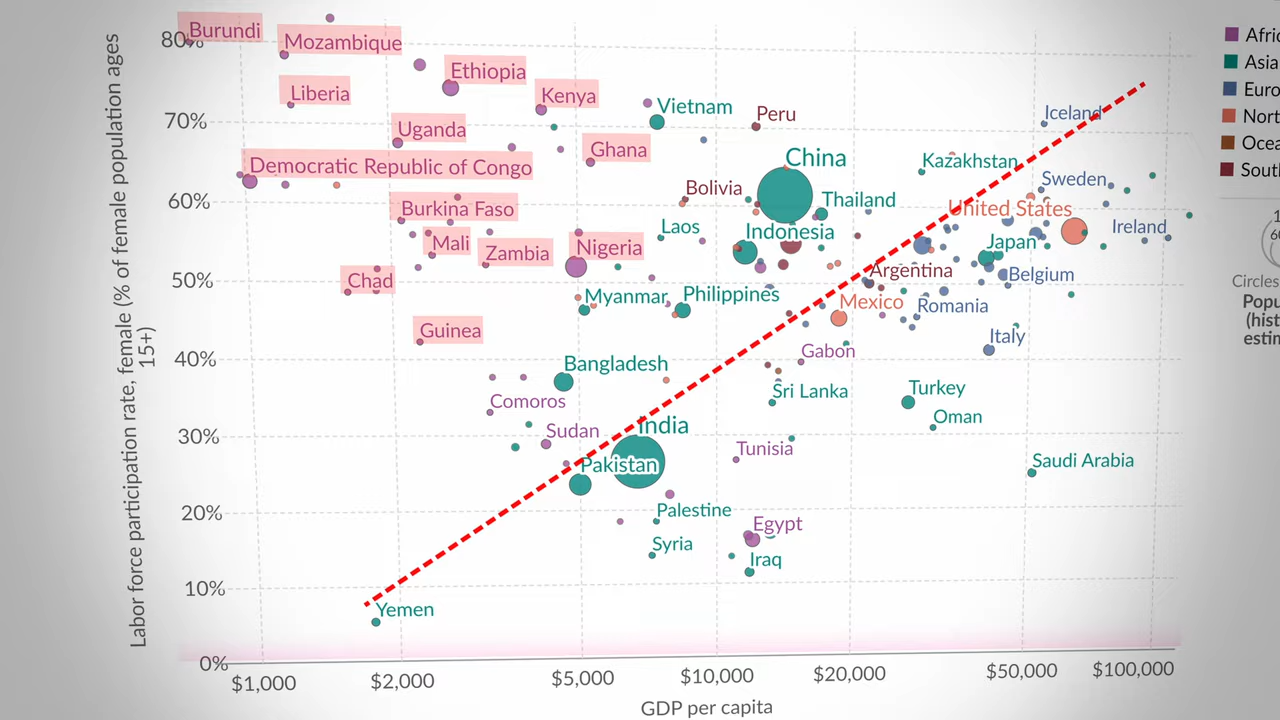 Burundi
Mozambique
80%
Ethiopia
Liberia
Kenya
Vietnam
Peru
Iceland
70%
Uganda
Ghana
China
Kazakhstan
Democratic Republic of Congo
Bolivia
Sweden
60%
Thailand
Burkina Faso
United States
Laos
Indonesia
Ireland
Mali
Zambia
Nigeria
Japan
Chad
50%
Argentina
Belgium
Myanmar
Philippines
Mexico
Romania
Guinea
Italy
40%
Gabon
Bangladesh
Sri Lanka
Turkey
Comoros
Oman
30%
Sudan
India
Tunisia
Pakistan
Saudi Arabia
20%
Palestine
Egypt
Syria
Iraq
10%
Yemen
0%
Labor force participation rate, female (% of female population ages
15+)
$1,000
$2,000
$5,000
$10,000
$20,000
$50,000
$100,000
GDP per capita
Afric
Asia
Euro
Nort
Ocea
South
60
Circles
Popu
(hist
estim